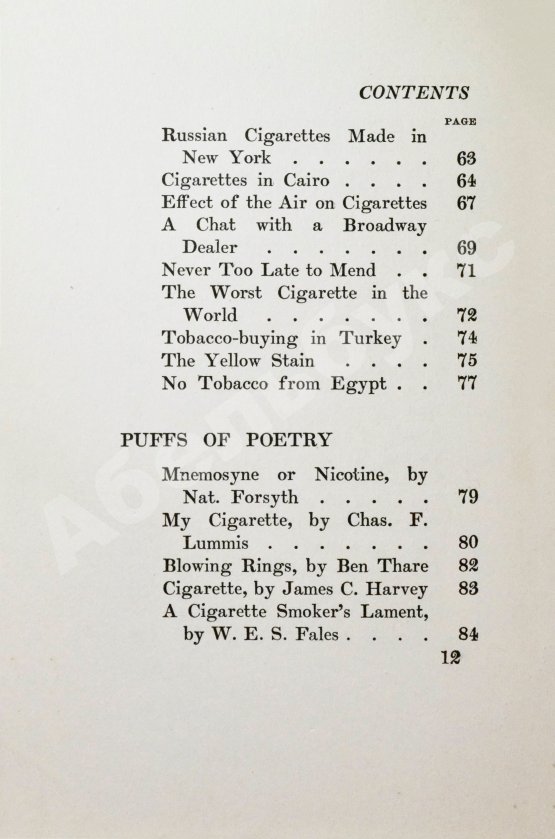 CONTENTS
PAGE
Russian Cigarettes Made in
New York . . . . . . 63
Cigarettes in Cairo . . . . 64
Effect of the Air on Cigarettes 67
A Chat with a Broadway
Dealer . . . . . . . 69
Never Too Late to Mend . . 71
The Worst Cigarette in the
World . . . . . . . 72
Tobacco-buying in Turkey . 74
The Yellow Stain . . . . 75
No Tobacco from Egypt . . 77
PUFFS OF POETRY
Mnemosyne or Nicotine, by
Nat. Forsyth . . . . . 79
My Cigarette, by Chas. F.
Lummis . . . . . . . 80
Blowing Rings, by Ben Thare 82
Cigarette, by James C. Harvey 83
A Cigarette Smoker's Lament,
by W. E. S. Fales . . . . 84
12
Абельбукс